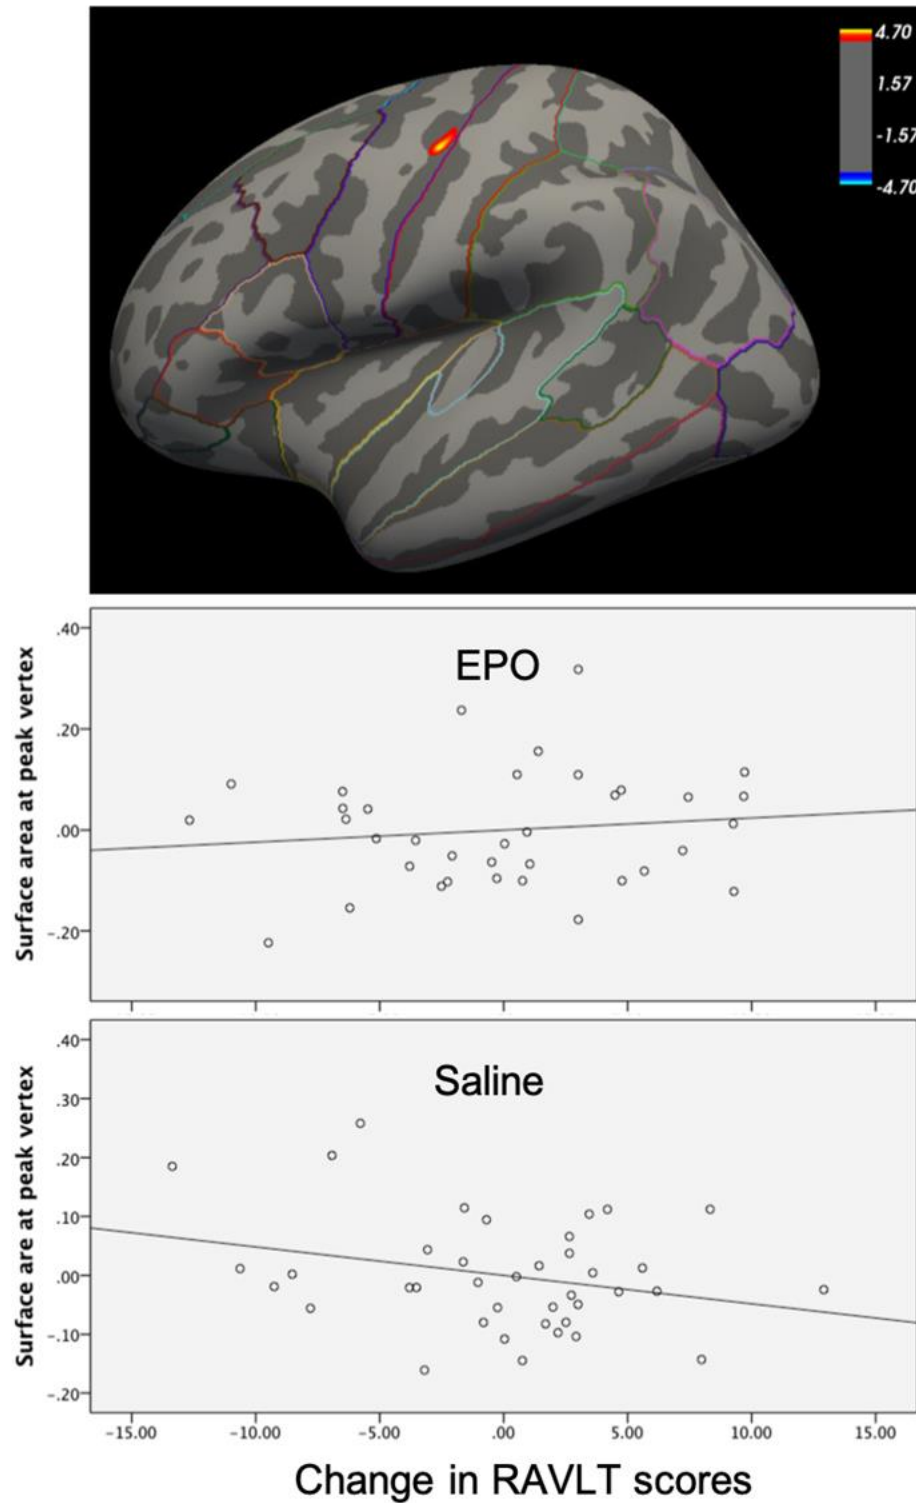 4.70
1.57
-1.57
-4.70
Surface area at peak vertex
.40
.20
.00
-.20
EPO
Surface are at peak vertex
.40
.30
.20
.10
.00
-.10
-.20
Saline
-15.00 -10.00 -5.00 .00 5.00 10.00 15.00
Change in RAVLT scores